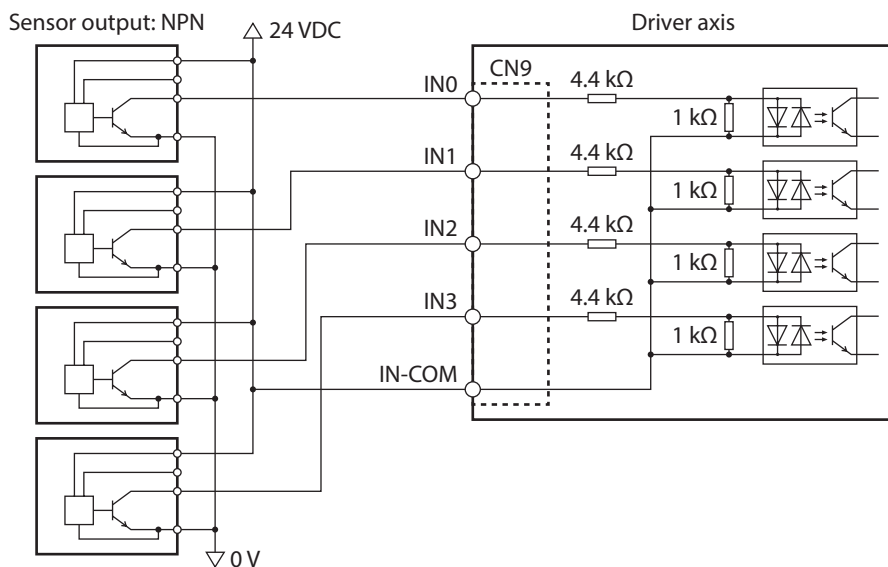 Sensor output: NPN
24 VDC
Driver axis
CN9
IN0
4.4 kΩ
1 kΩ
IN1
4.4 kΩ
1 kΩ
IN2
4.4 kΩ
1 kΩ
IN3
4.4 kΩ
1 kΩ
IN-COM
0 V